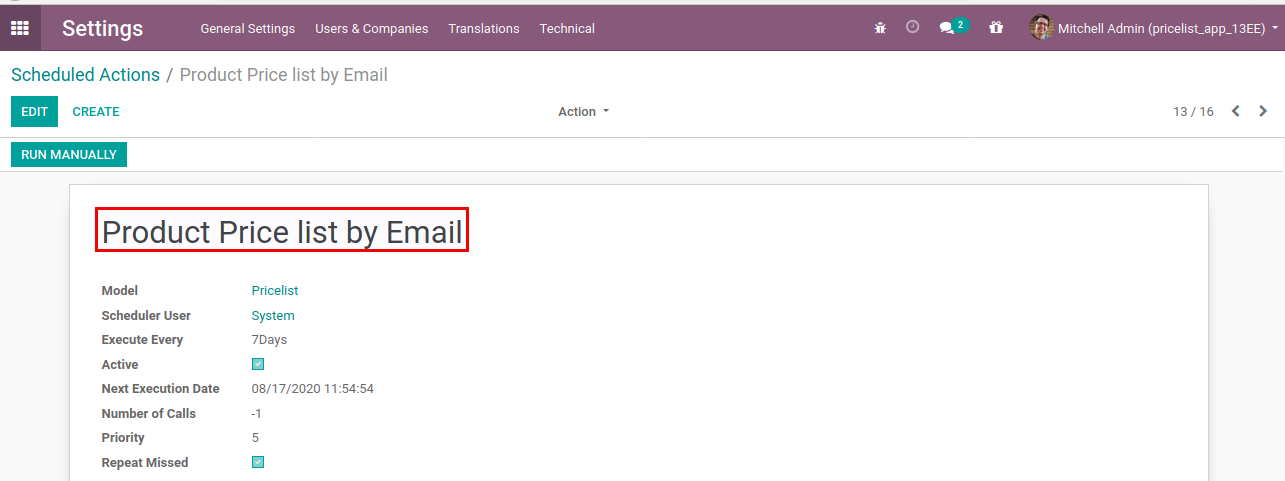 Settings General Settings Users & Companies Translations Technical 2 Mitchell Admin (pricelist_app_13EE)
Scheduled Actions / Product Price list by Email
EDIT CREATE Action 13 / 16
RUN MANUALLY
Product Price list by Email
Model Pricelist
Scheduler User System
Execute Every 7Days
Active
Next Execution Date 08/17/2020 11:54:54
Number of Calls -1
Priority 5
Repeat Missed